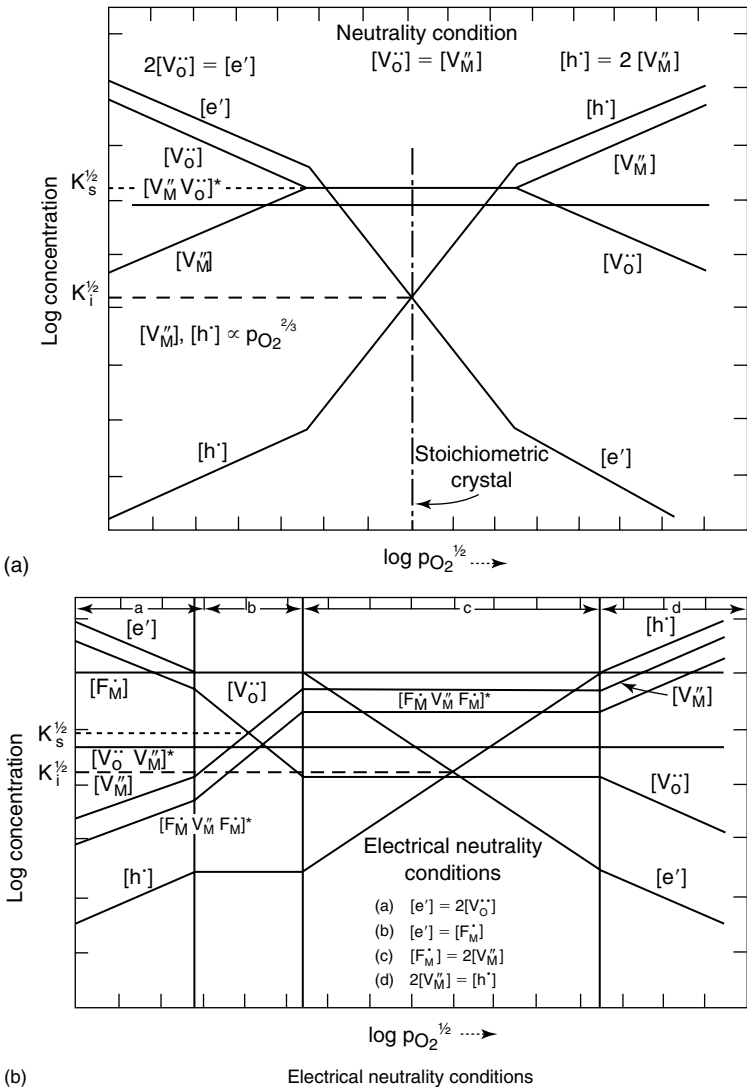 Neutrality condition
2[V_O^••] = [e′] [V_O^••] = [V_M″] [h^•] = 2 [V_M″]
[e′]
[h^•]
[V_O^••]
[V_M″]
K_s^½
[V_M″ V_O^••]*
[V_M″]
[V_O^••]
K_i^½
[V_M″], [h^•] ∝ p_O₂^⅔
[h^•]
[e′]
Stoichiometric
crystal
Log concentration
log p_O₂^½
(a)
a b c d
[e′]
[h^•]
[F_M^•]
[V_O^••]
[F_M^• V_M″ F_M^•]*
[V_M″]
K_s^½
[V_O^•• V_M″]*
K_i^½
[V_M″]
[V_O^••]
[F_M^• V_M″ F_M^•]*
[h^•]
[e′]
Electrical neutrality
conditions
(a) [e′] = 2[V_O^••]
(b) [e′] = [F_M^•]
(c) [F_M^•] = 2[V_M″]
(d) 2[V_M″] = [h^•]
Log concentration
log p_O₂^½
(b)
Electrical neutrality conditions